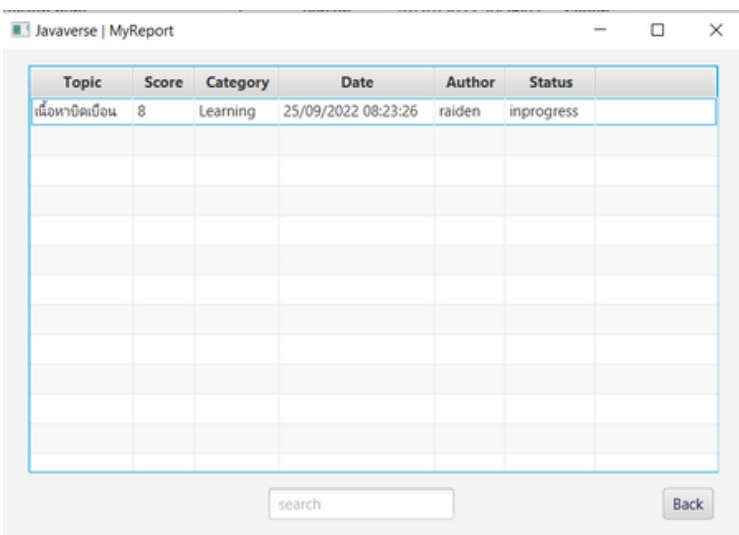 Javaverse | MyReport
Topic Score Category Date Author Status
เนื้อหาบิดเบือน 8 Learning 25/09/2022 08:23:26 raiden inprogress
search
Back